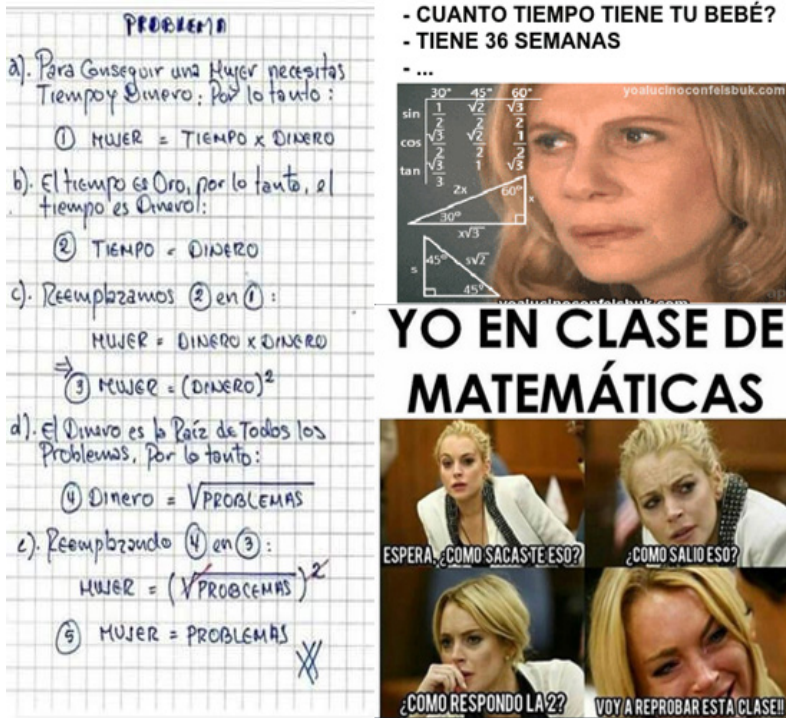 PROBLEMA
a). Para Conseguir una Mujer necesitas
Tiempo y Dinero; Por lo tanto:
① MUJER = TIEMPO x DINERO
b). El tiempo es Oro, por lo tanto, el
tiempo es Dinero!:
② TIEMPO = DINERO
c). Reemplazamos ② en ①:
MUJER = DINERO x DINERO
⇒
③ MUJER = (DINERO)²
d). El Dinero es la Raíz de Todos los
Problemas, Por lo tanto:
④ Dinero = √PROBLEMAS
e). Reemplazando ④ en ③:
MUJER = (√PROBLEMAS)²
⑤ MUJER = PROBLEMAS
- CUANTO TIEMPO TIENE TU BEBÉ?
- TIENE 36 SEMANAS
- ...
yoalucinoconfeisbuk.com
30° 45° 60°
sin 1/2 √2/2 √3/2
cos √3/2 √2/2 1/2
tan √3/3 1 √3
2x 60° x
30°
x√3
45° s√2
s
45°
yoalucinoconfeisbuk.com
YO EN CLASE DE
MATEMÁTICAS
ESPERA, ¿COMO SACASTE ESO?
¿COMO SALIO ESO?
¿COMO RESPONDO LA 2?
VOY A REPROBAR ESTA CLASE!!